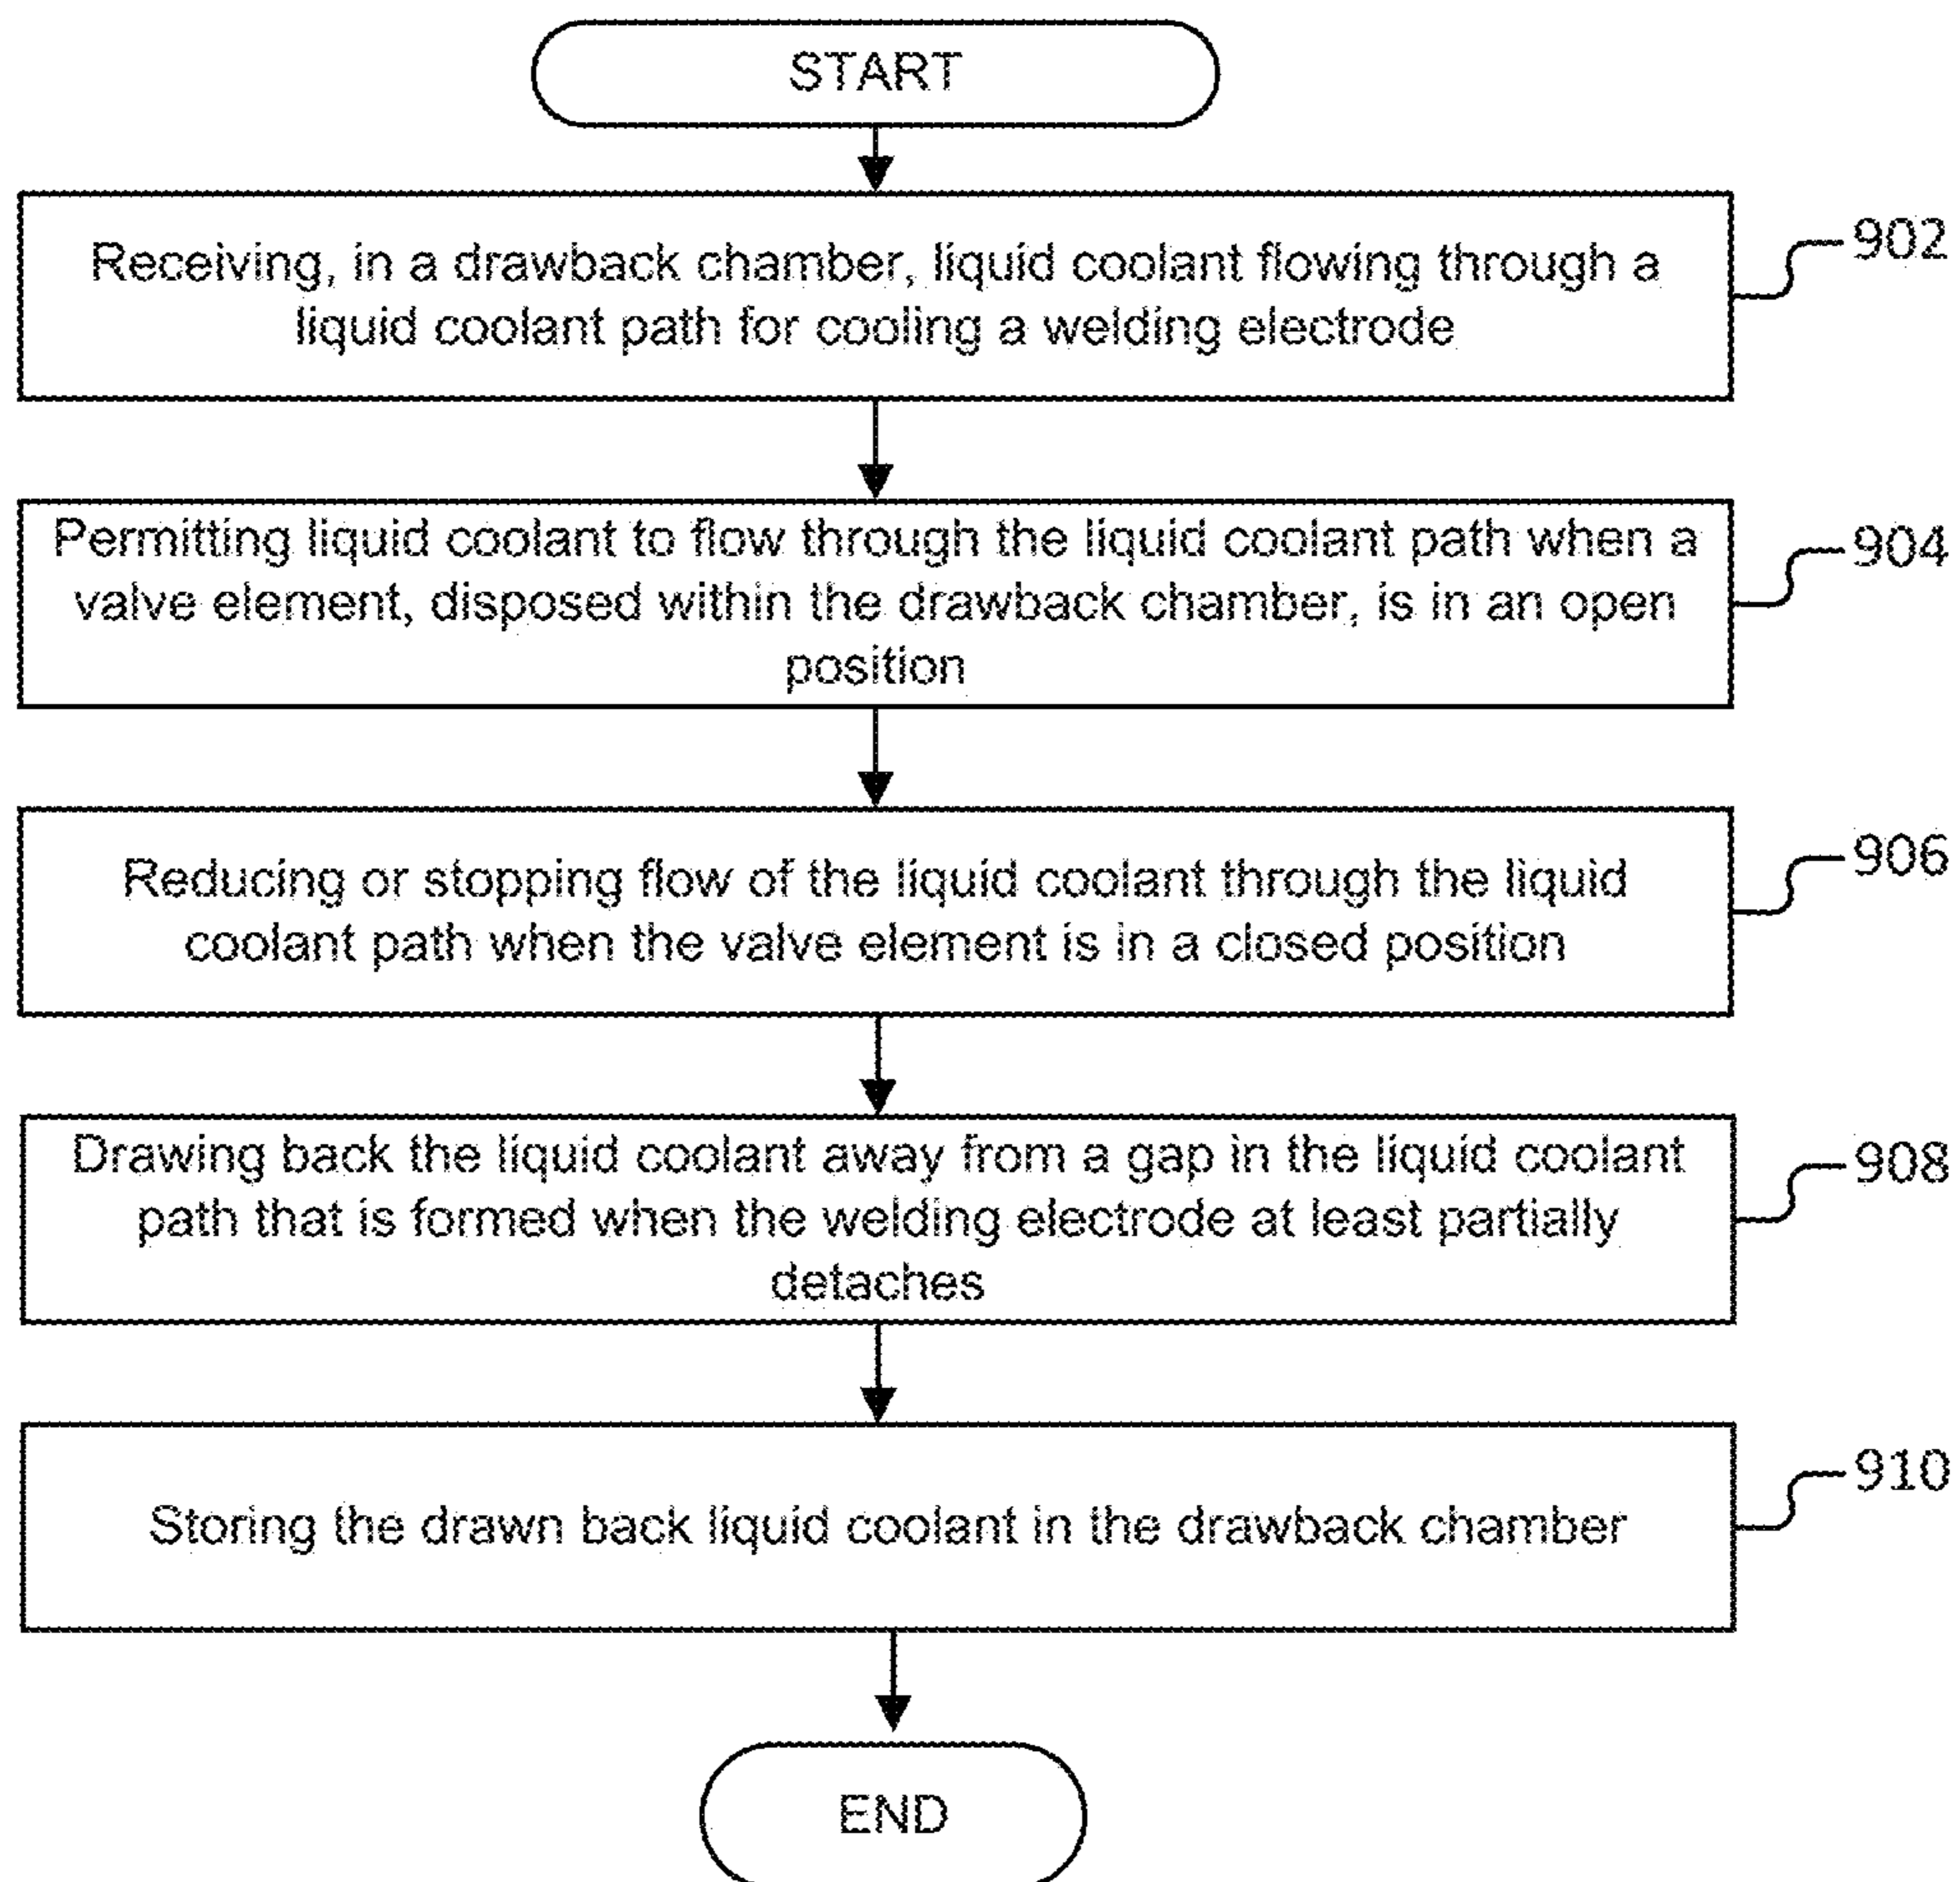 START
Receiving, in a drawback chamber, liquid coolant flowing through a
liquid coolant path for cooling a welding electrode
902
Permitting liquid coolant to flow through the liquid coolant path when a
valve element, disposed within the drawback chamber, is in an open
position
904
Reducing or stopping flow of the liquid coolant through the liquid
coolant path when the valve element is in a closed position
906
Drawing back the liquid coolant away from a gap in the liquid coolant
path that is formed when the welding electrode at least partially
detaches
908
Storing the drawn back liquid coolant in the drawback chamber
910
END